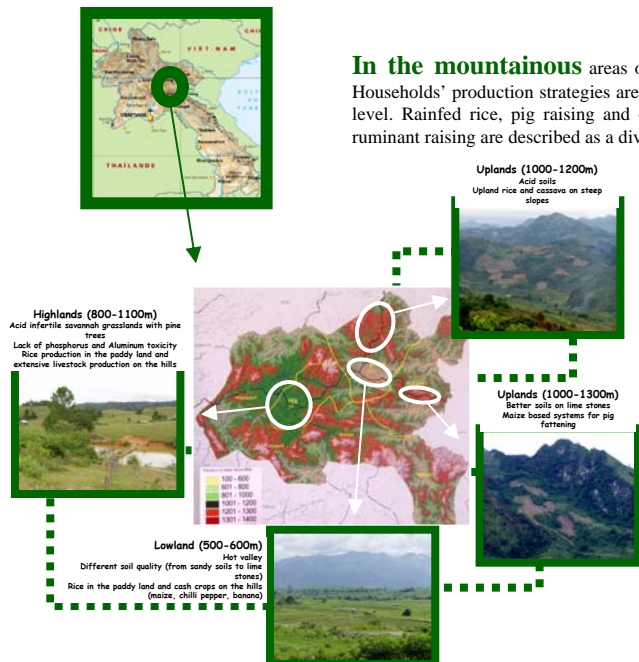 CHINE
CHINE
VIÊT-NAM
THAÏLANDE
In the mountainous areas
Households' production strategies are
level. Rainfed rice, pig raising and
ruminant raising are described as a
Uplands (1000-1200m)
Acid soils
Upland rice and cassava on steep
slopes
Highlands (800-1100m)
Acid infertile savannah grasslands with pine
trees
Lack of phosphorus and Aluminum toxicity
Rice production in the paddy land and
extensive livestock production on the hills
Uplands (1000-1300m)
Better soils on lime stones
Maize based systems for pig
fattening
100 - 600
601 - 800
801 - 1000
1001 - 1200
1201 - 1300
1301 - 1400
Lowland (500-600m)
Hot valley
Different soil quality (from sandy soils to lime
stones)
Rice in the paddy land and cash crops on the hills
(maize, chilli pepper, banana)